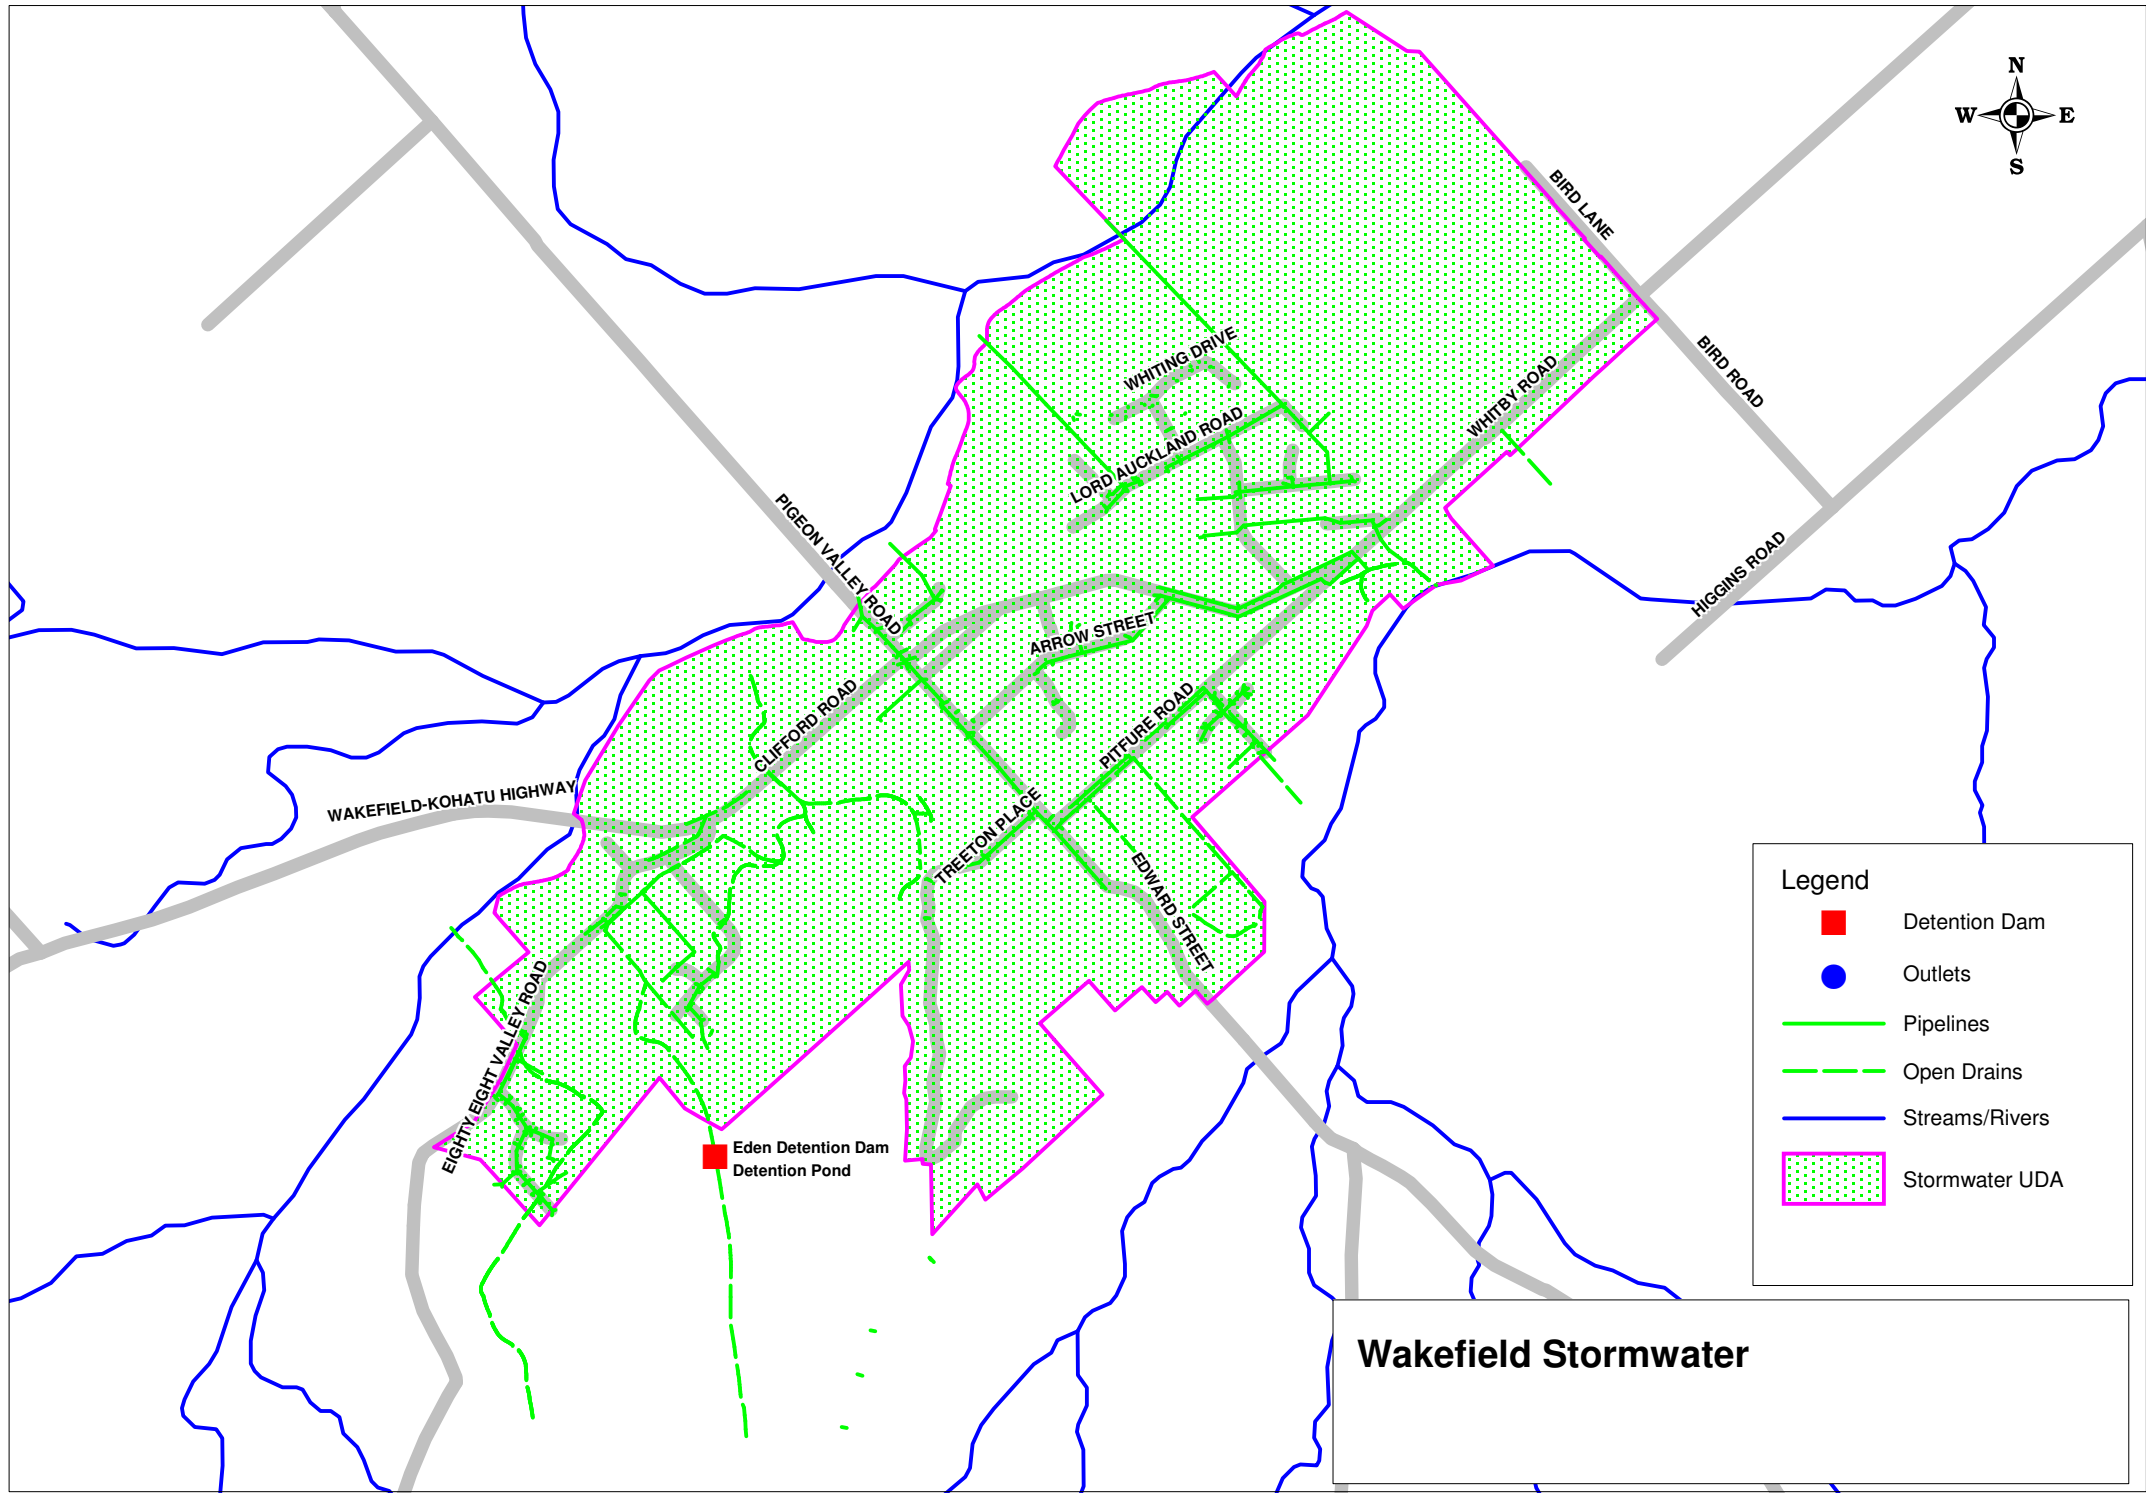 N
W E
S
BIRD LANE
WHITING DRIVE
BIRD ROAD
WHITBY ROAD
LORD AUCKLAND ROAD
PIGEON VALLEY ROAD
HIGGINS ROAD
ARROW STREET
CLIFFORD ROAD
PITFURE ROAD
WAKEFIELD-KOHATU HIGHWAY
TREETON PLACE
EDWARD STREET
EIGHTY EIGHT VALLEY ROAD
Eden Detention Dam
Detention Pond
Legend
Detention Dam
Outlets
Pipelines
Open Drains
Streams/Rivers
Stormwater UDA
Wakefield Stormwater